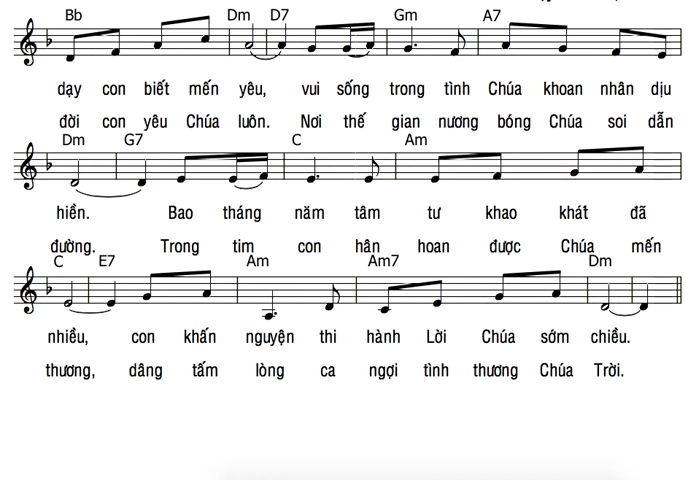 Bb Dm D7 Gm A7
dạy con biết mến yêu, vui sống trong tình Chúa khoan nhân dịu
đời con yêu Chúa luôn. Nơi thế gian nương bóng Chúa soi dẫn
Dm G7 C Am
hiền. Bao tháng năm tâm tư khao khát đã
đường. Trong tim con hân hoan được Chúa mến
C E7 Am Am7 Dm
nhiều, con khấn nguyện thi hành Lời Chúa sớm chiều.
thương, dâng tấm lòng ca ngợi tình thương Chúa Trời.